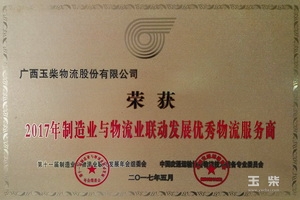 广西玉柴物流股份有限公司
荣获
2017年制造业与物流业联动发展优秀物流服务商
二〇一七年五月
玉柴